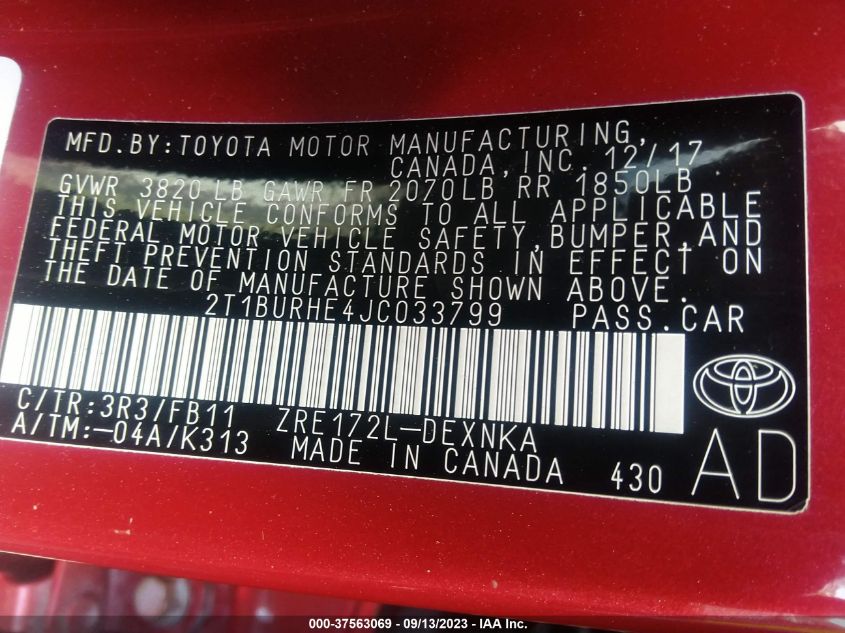 MFD.BY:TOYOTA MOTOR MANUFACTURING,
CANADA,INC. 12/17
GVWR 3820LB GAWR FR 2070LB RR 1850LB
THIS VEHICLE CONFORMS TO ALL APPLICABLE
FEDERAL MOTOR VEHICLE SAFETY,BUMPER,AND
THEFT PREVENTION STANDARDS IN EFFECT ON
THE DATE OF MANUFACTURE SHOWN ABOVE.
2T1BURHE4JC033799 PASS.CAR
C/TR:3R3/FB11 ZRE172L-DEXNKA
A/TM:-04A/K313 MADE IN CANADA 430 AD
000-37563069 - 09/13/2023 - IAA Inc.